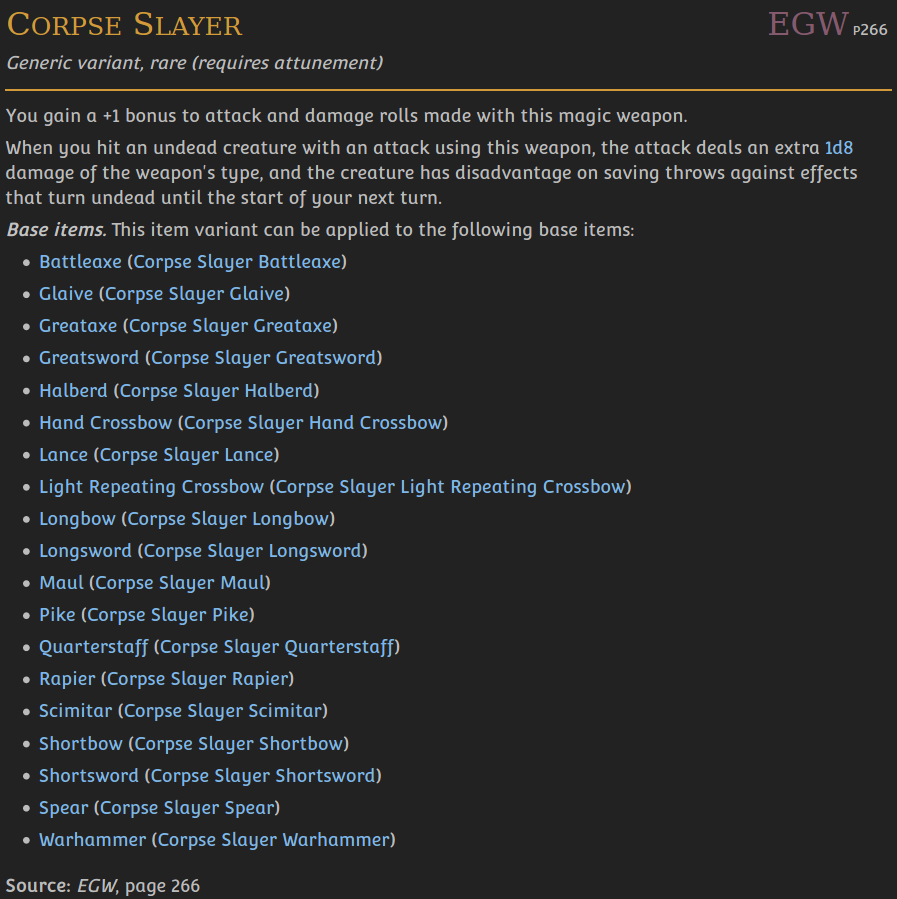 Corpse Slayer EGW P266
Generic variant, rare (requires attunement)
You gain a +1 bonus to attack and damage rolls made with this magic weapon.
When you hit an undead creature with an attack using this weapon, the attack deals an extra 1d8
damage of the weapon's type, and the creature has disadvantage on saving throws against effects
that turn undead until the start of your next turn.
Base items. This item variant can be applied to the following base items:
• Battleaxe (Corpse Slayer Battleaxe)
• Glaive (Corpse Slayer Glaive)
• Greataxe (Corpse Slayer Greataxe)
• Greatsword (Corpse Slayer Greatsword)
• Halberd (Corpse Slayer Halberd)
• Hand Crossbow (Corpse Slayer Hand Crossbow)
• Lance (Corpse Slayer Lance)
• Light Repeating Crossbow (Corpse Slayer Light Repeating Crossbow)
• Longbow (Corpse Slayer Longbow)
• Longsword (Corpse Slayer Longsword)
• Maul (Corpse Slayer Maul)
• Pike (Corpse Slayer Pike)
• Quarterstaff (Corpse Slayer Quarterstaff)
• Rapier (Corpse Slayer Rapier)
• Scimitar (Corpse Slayer Scimitar)
• Shortbow (Corpse Slayer Shortbow)
• Shortsword (Corpse Slayer Shortsword)
• Spear (Corpse Slayer Spear)
• Warhammer (Corpse Slayer Warhammer)
Source: EGW, page 266